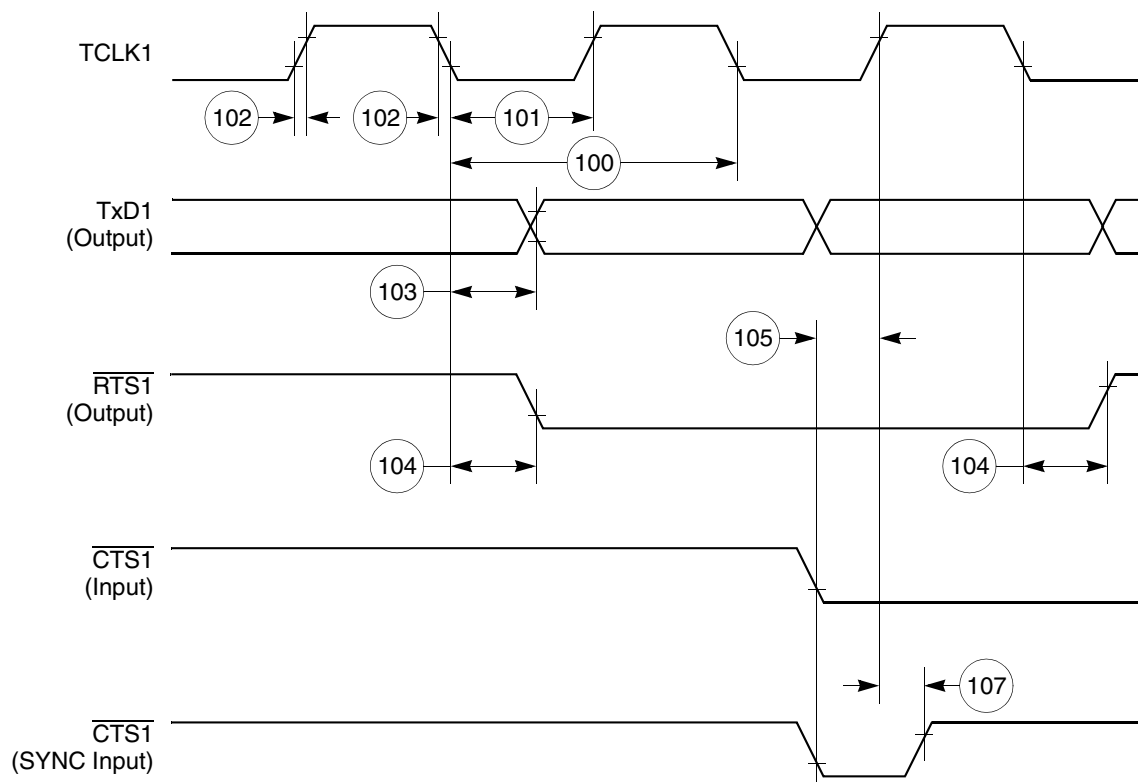 TCLK1
102
102
101
100
TxD1
(Output)
103
105
RTS1
(Output)
104
104
CTS1
(Input)
107
CTS1
(SYNC Input)